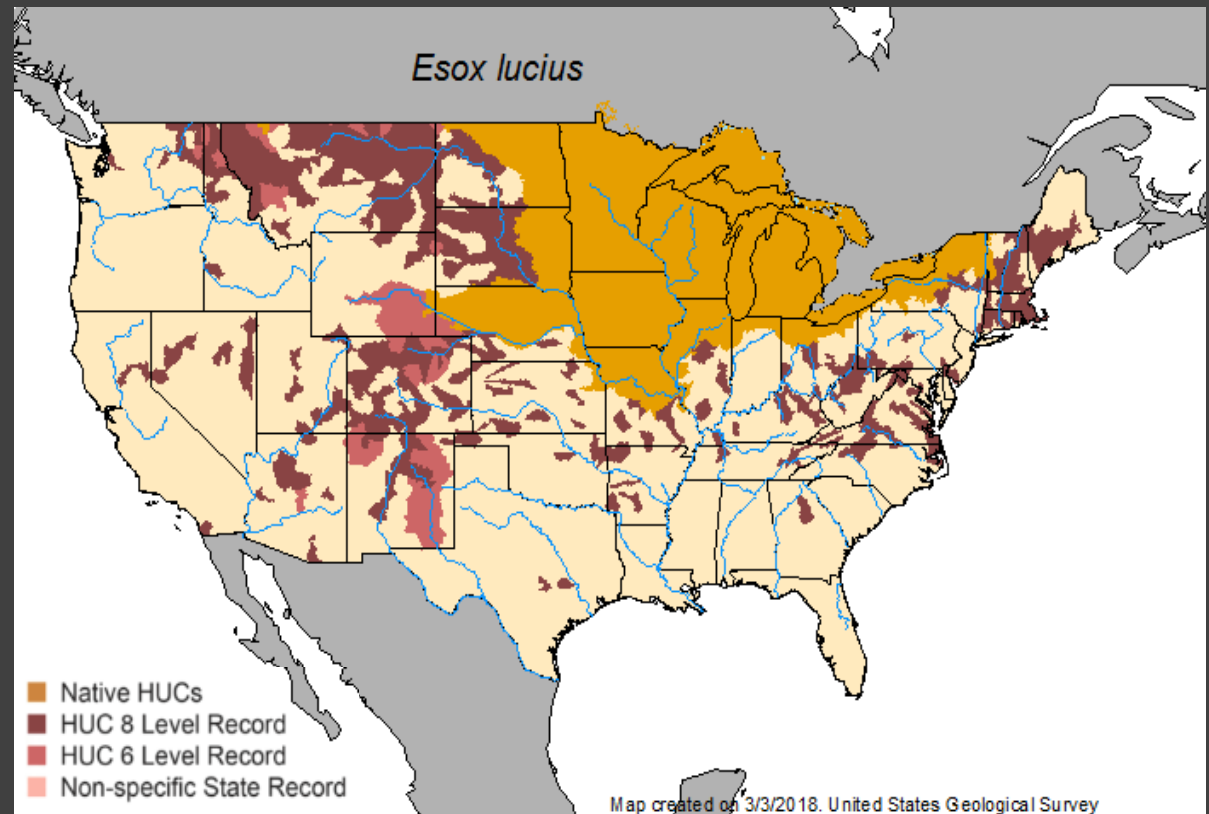 Esox lucius
Native HUCs
HUC 8 Level Record
HUC 6 Level Record
Non-specific State Record
Map created on 3/3/2018. United States Geological Survey